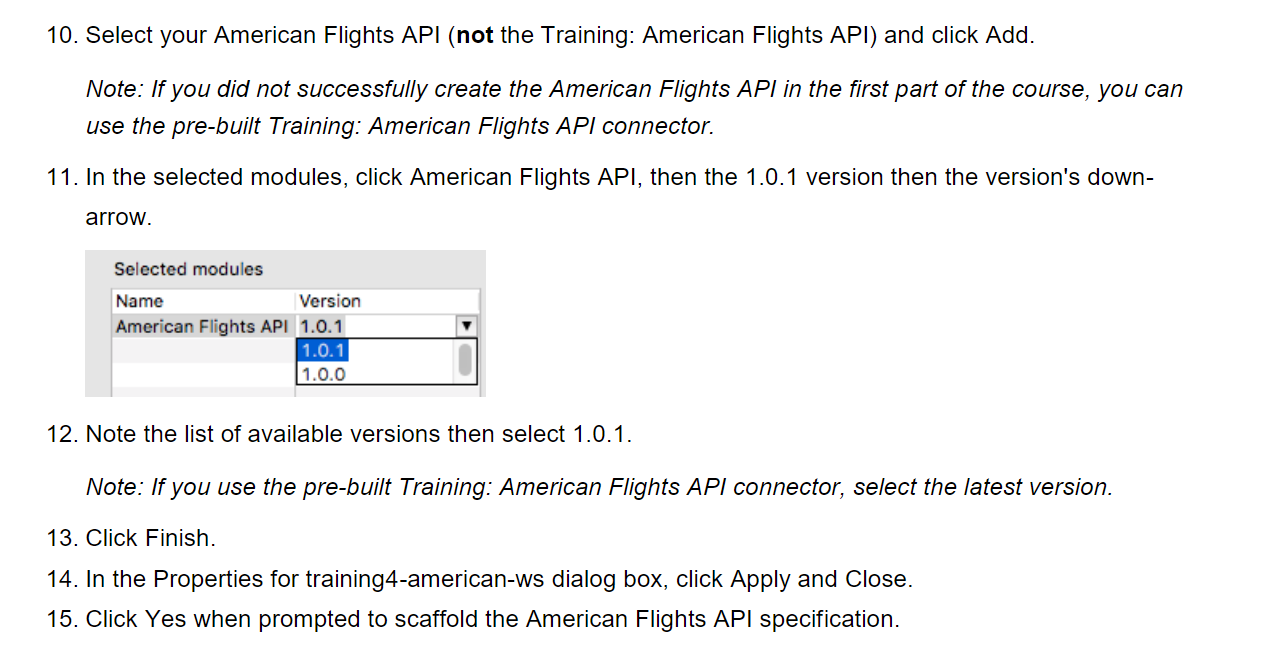 10. Select your American Flights API (not the Training: American Flights API) and click Add.
Note: If you did not successfully create the American Flights API in the first part of the course, you can
use the pre-built Training: American Flights API connector.
11. In the selected modules, click American Flights API, then the 1.0.1 version then the version's down-
arrow.
Selected modules
Name Version
American Flights API 1.0.1
1.0.1
1.0.0
12. Note the list of available versions then select 1.0.1.
Note: If you use the pre-built Training: American Flights API connector, select the latest version.
13. Click Finish.
14. In the Properties for training4-american-ws dialog box, click Apply and Close.
15. Click Yes when prompted to scaffold the American Flights API specification.